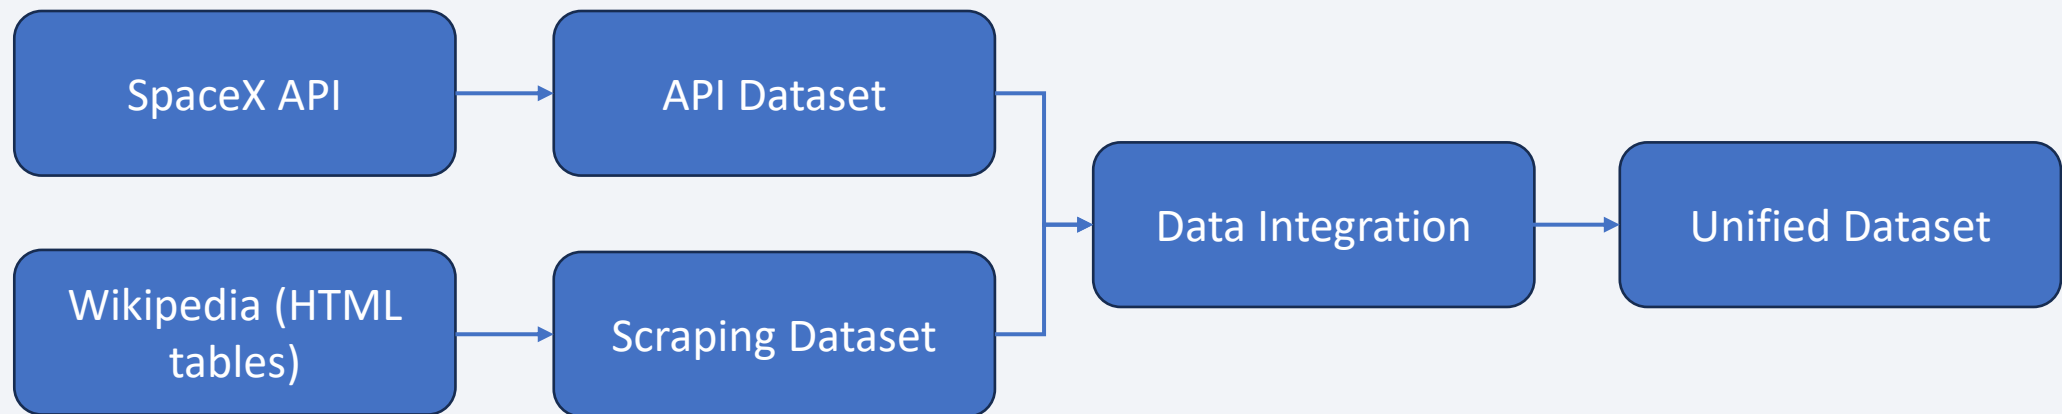 SpaceX API
API Dataset
Wikipedia (HTML
tables)
Scraping Dataset
Data Integration
Unified Dataset